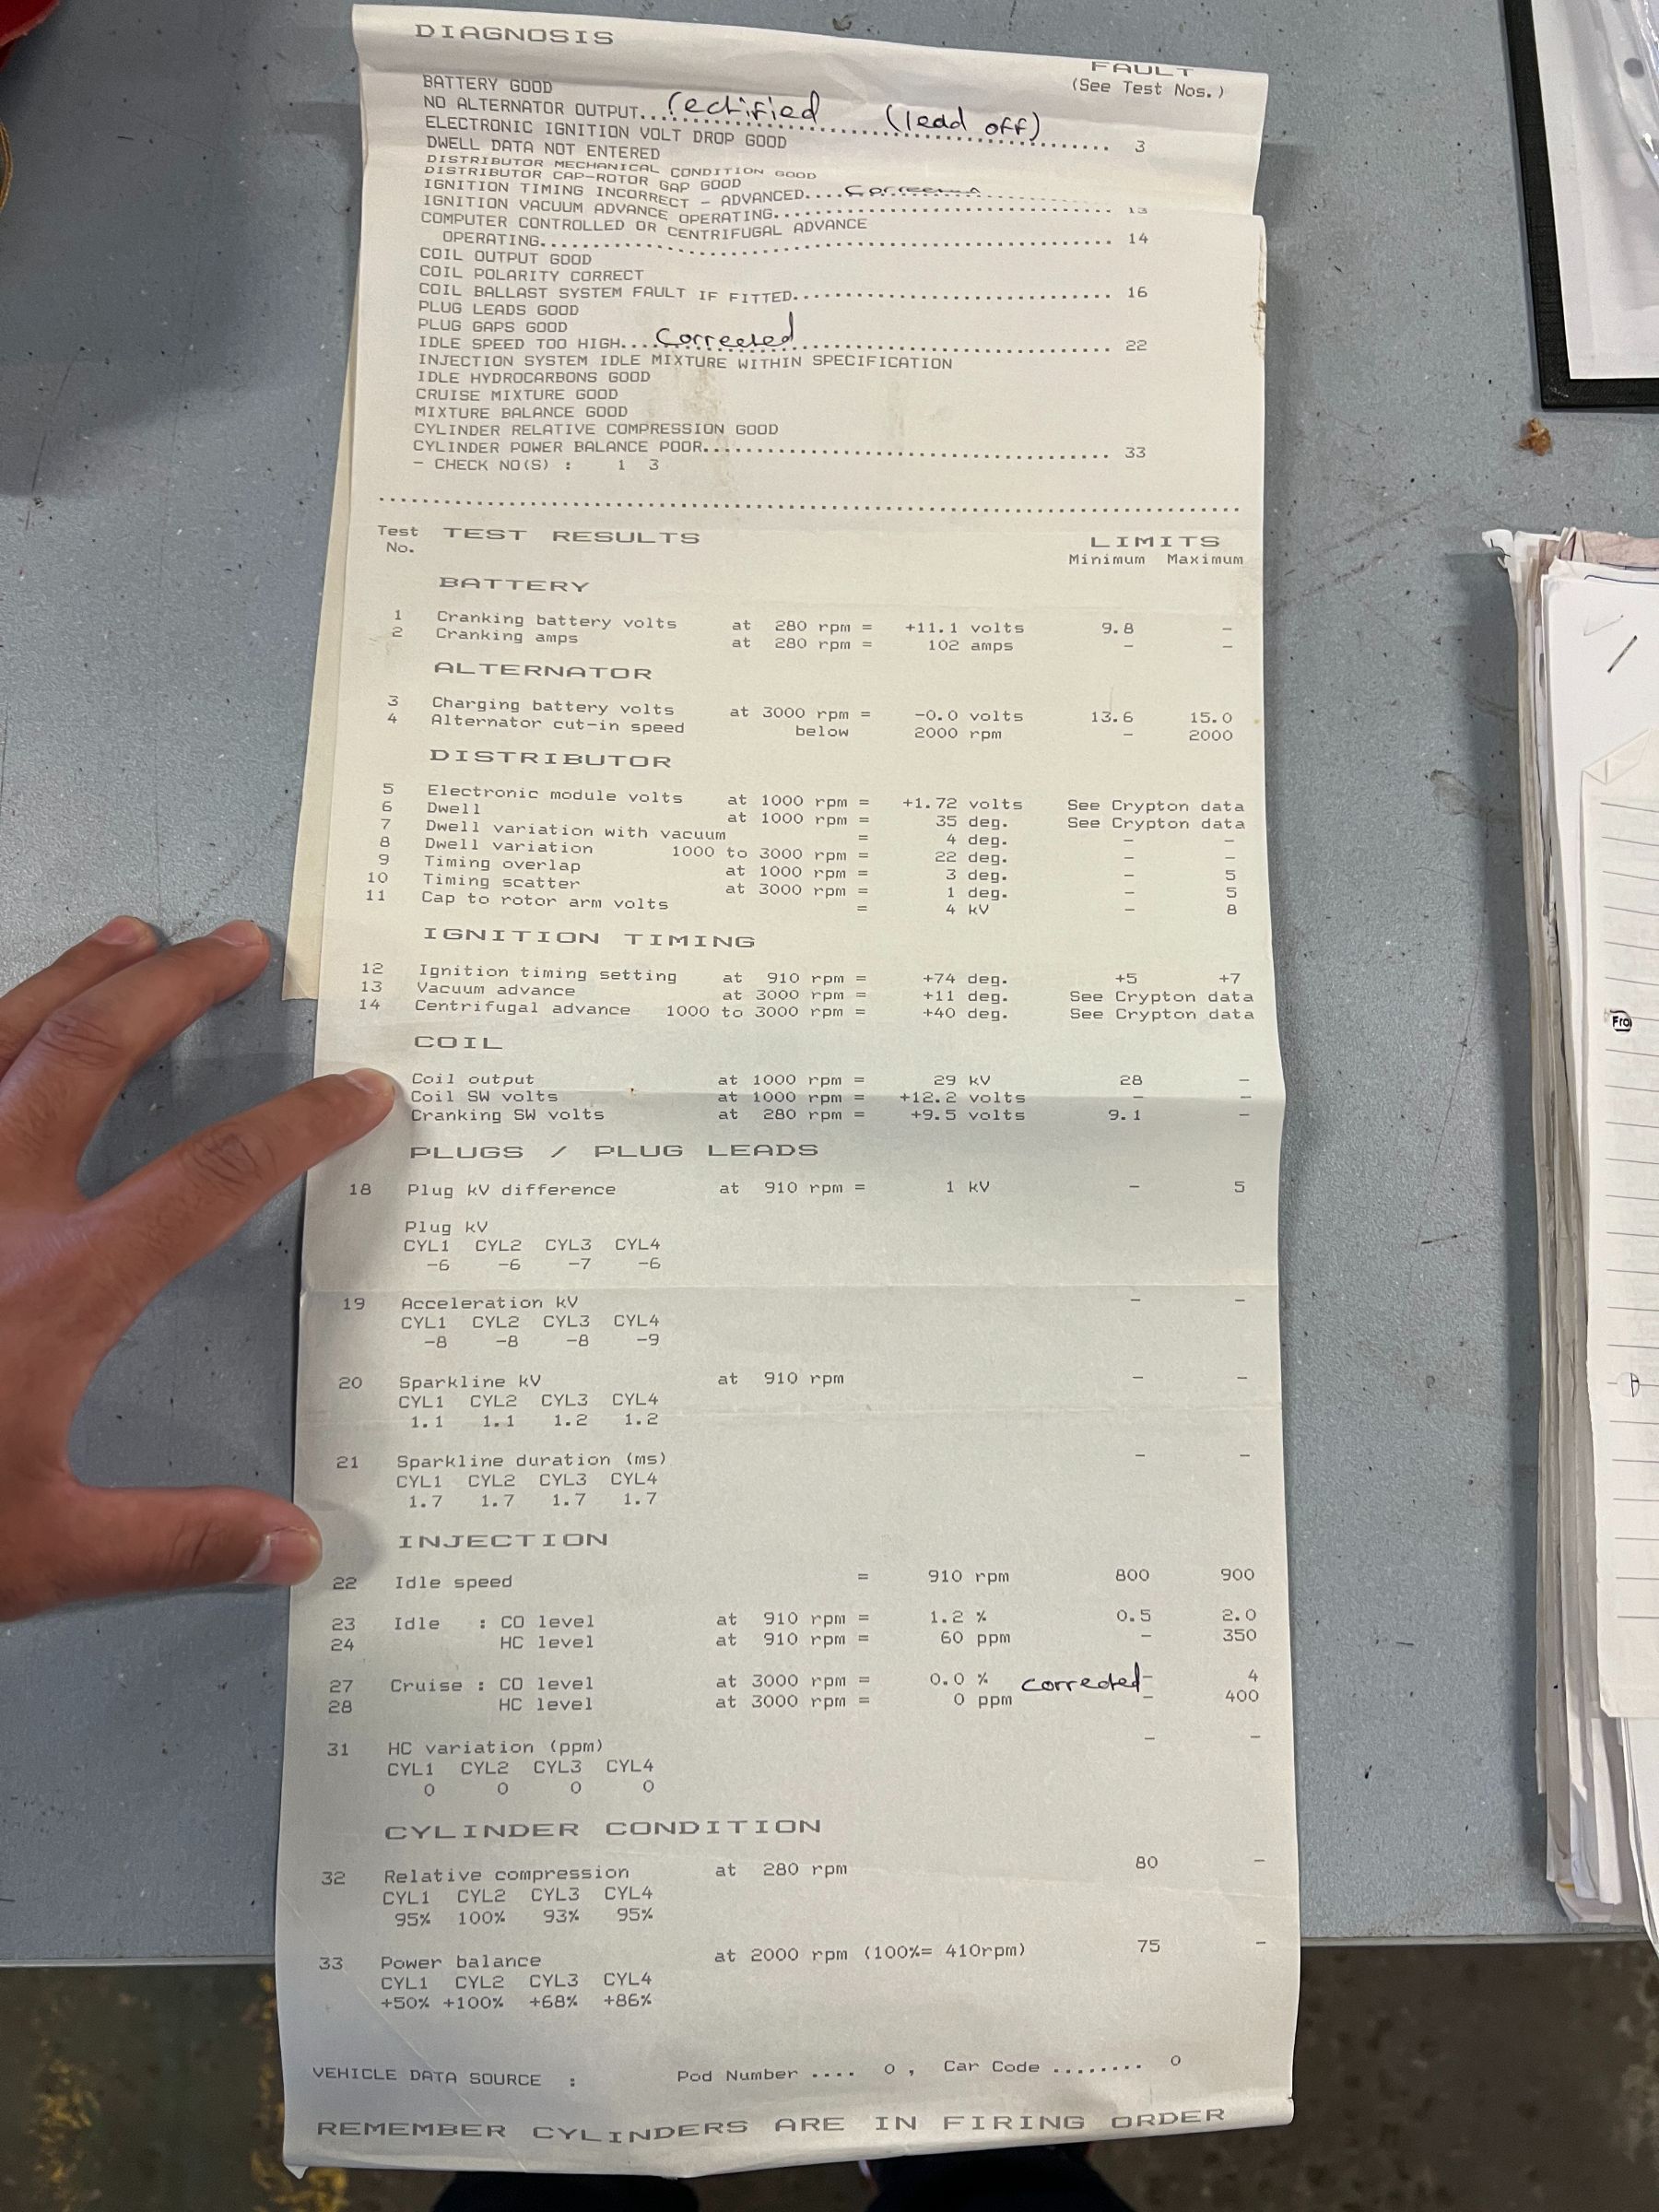 DIAGNOSIS
FAULT
(See Test Nos.)
BATTERY GOOD
NO ALTERNATOR OUTPUT... rectified (lead off) ...... 3
ELECTRONIC IGNITION VOLT DROP GOOD
DWELL DATA NOT ENTERED
DISTRIBUTOR MECHANICAL CONDITION GOOD
DISTRIBUTOR CAP-ROTOR GAP GOOD
IGNITION TIMING INCORRECT - ADVANCED....
IGNITION VACUUM ADVANCE OPERATING.............. 13
COMPUTER CONTROLLED OR CENTRIFUGAL ADVANCE
OPERATING.............. 14
COIL OUTPUT GOOD
COIL POLARITY CORRECT
COIL BALLAST SYSTEM FAULT IF FITTED.............. 16
PLUG LEADS GOOD
PLUG GAPS GOOD
IDLE SPEED TOO HIGH.... Corrected .............. 22
INJECTION SYSTEM IDLE MIXTURE WITHIN SPECIFICATION
IDLE HYDROCARBONS GOOD
CRUISE MIXTURE GOOD
MIXTURE BALANCE GOOD
CYLINDER RELATIVE COMPRESSION GOOD
CYLINDER POWER BALANCE POOR.............. 33
- CHECK NO(S) : 1 3
Test TEST RESULTS LIMITS
No. Minimum Maximum
BATTERY
1 Cranking battery volts at 280 rpm = +11.1 volts 9.8 -
2 Cranking amps at 280 rpm = 102 amps - -
ALTERNATOR
3 Charging battery volts at 3000 rpm = -0.0 volts 13.6 15.0
4 Alternator cut-in speed below 2000 rpm - 2000
DISTRIBUTOR
5 Electronic module volts at 1000 rpm = +1.72 volts See Crypton data
6 Dwell at 1000 rpm = 35 deg. See Crypton data
7 Dwell variation with vacuum = 4 deg. - -
8 Dwell variation 1000 to 3000 rpm = 22 deg. - -
9 Timing overlap at 1000 rpm = 3 deg. - 5
10 Timing scatter at 3000 rpm = 1 deg. - 5
11 Cap to rotor arm volts = 4 kV - 8
IGNITION TIMING
12 Ignition timing setting at 910 rpm = +74 deg. +5 +7
13 Vacuum advance at 3000 rpm = +11 deg. See Crypton data
14 Centrifugal advance 1000 to 3000 rpm = +40 deg. See Crypton data
COIL
Coil output at 1000 rpm = 29 kV 28 -
Coil SW volts at 1000 rpm = +12.2 volts - -
Cranking SW volts at 280 rpm = +9.5 volts 9.1 -
PLUGS / PLUG LEADS
18 Plug kV difference at 910 rpm = 1 kV - 5
Plug kV
CYL1 CYL2 CYL3 CYL4
-6 -6 -7 -6
19 Acceleration kV - -
CYL1 CYL2 CYL3 CYL4
-8 -8 -8 -9
20 Sparkline kV at 910 rpm - -
CYL1 CYL2 CYL3 CYL4
1.1 1.1 1.2 1.2
21 Sparkline duration (ms) - -
CYL1 CYL2 CYL3 CYL4
1.7 1.7 1.7 1.7
INJECTION
22 Idle speed = 910 rpm 800 900
23 Idle : CO level at 910 rpm = 1.2 % 0.5 2.0
24 HC level at 910 rpm = 60 ppm - 350
27 Cruise : CO level at 3000 rpm = 0.0 % corrected - 4
28 HC level at 3000 rpm = 0 ppm - 400
31 HC variation (ppm) - -
CYL1 CYL2 CYL3 CYL4
0 0 0 0
CYLINDER CONDITION
32 Relative compression at 280 rpm 80 -
CYL1 CYL2 CYL3 CYL4
95% 100% 93% 95%
33 Power balance at 2000 rpm (100%= 410rpm) 75 -
CYL1 CYL2 CYL3 CYL4
+50% +100% +68% +86%
VEHICLE DATA SOURCE : Pod Number .... 0 , Car Code ........ 0
REMEMBER CYLINDERS ARE IN FIRING ORDER
Fro